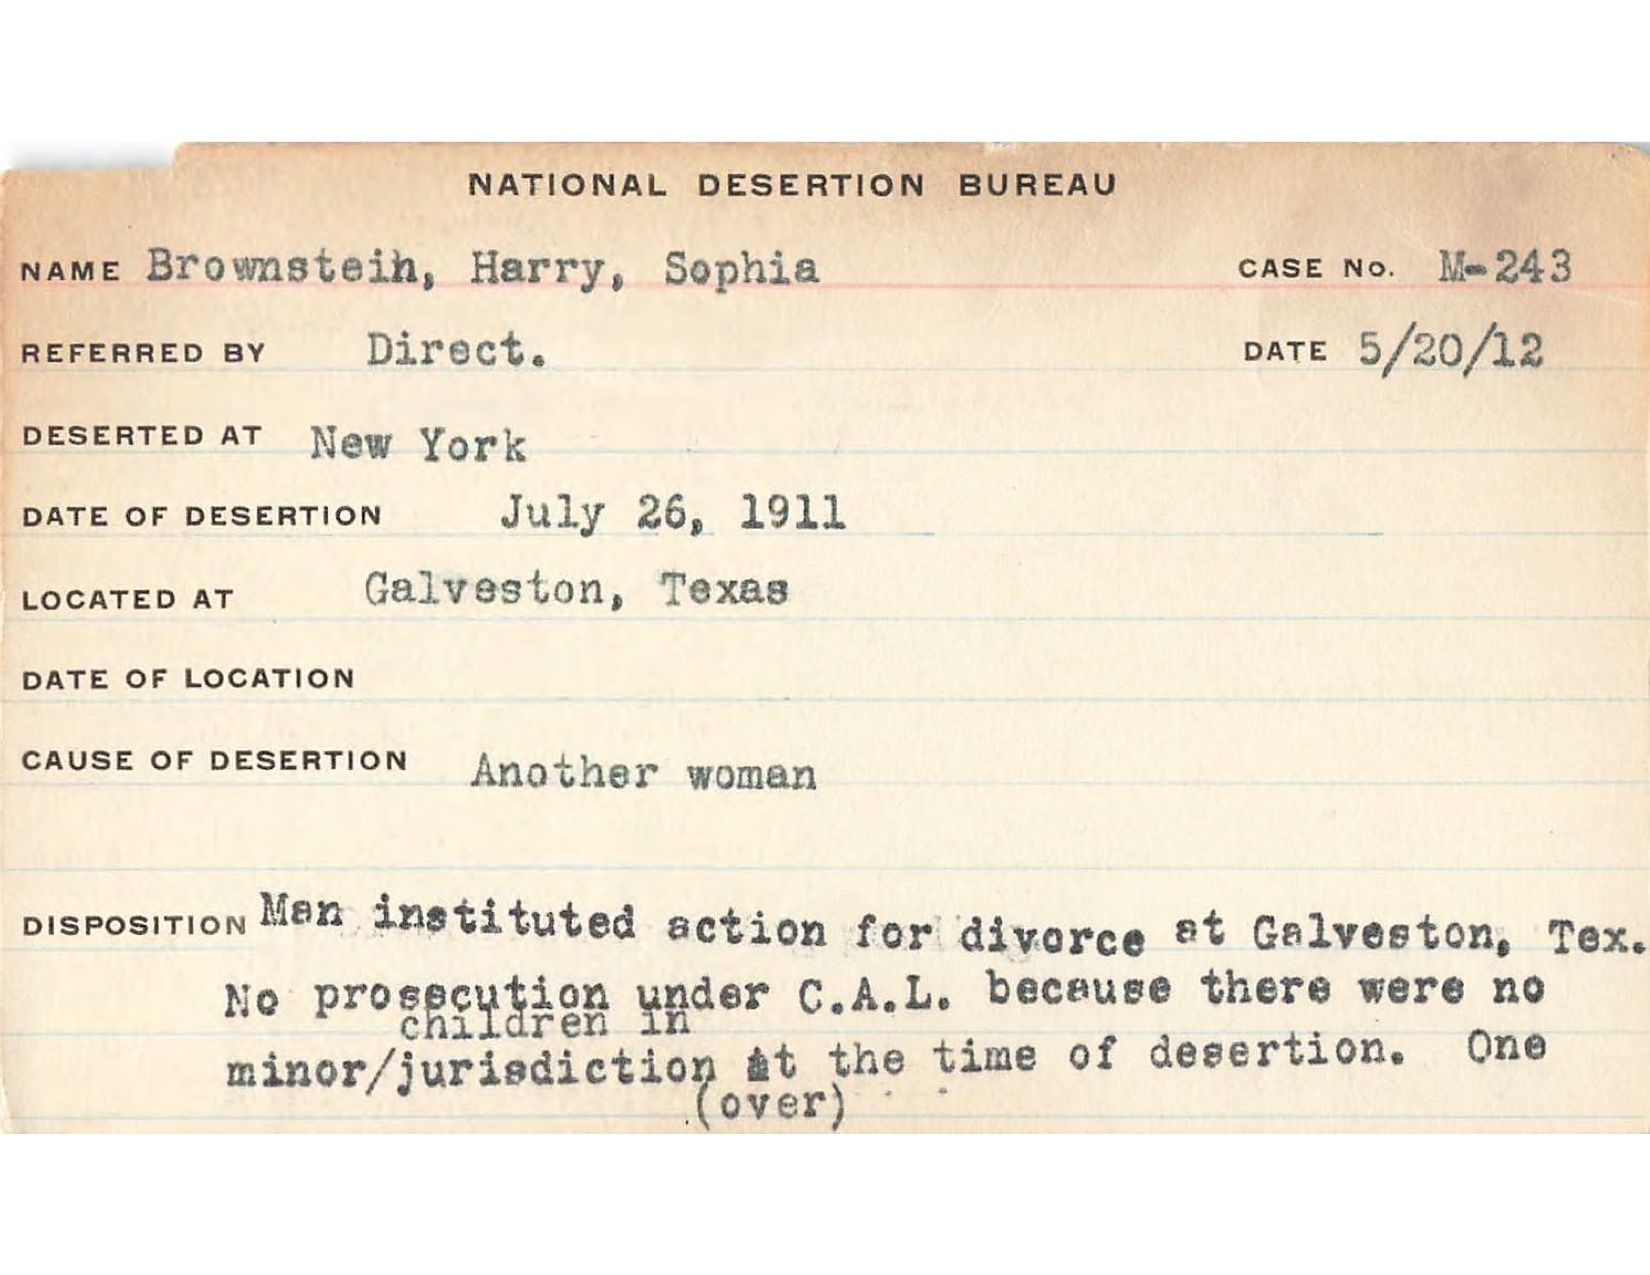 NATIONAL DESERTION BUREAU
NAME Brownstein, Harry, Sophia CASE No. M-243
REFERRED BY Direct. DATE 5/20/12
DESERTED AT New York
DATE OF DESERTION July 26, 1911
LOCATED AT Galveston, Texas
DATE OF LOCATION
CAUSE OF DESERTION Another woman
DISPOSITION Man instituted action for divorce at Galveston, Tex.
No prosecution under C.A.L. because there were no
children in
minor/jurisdiction at the time of desertion. One
(over)